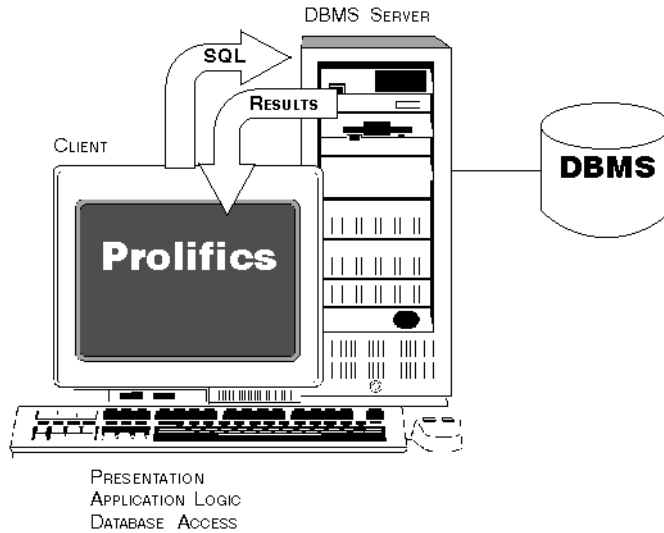 DBMS SERVER
SQL
RESULTS
CLIENT
DBMS
Prolifics
PRESENTATION
APPLICATION LOGIC
DATABASE ACCESS